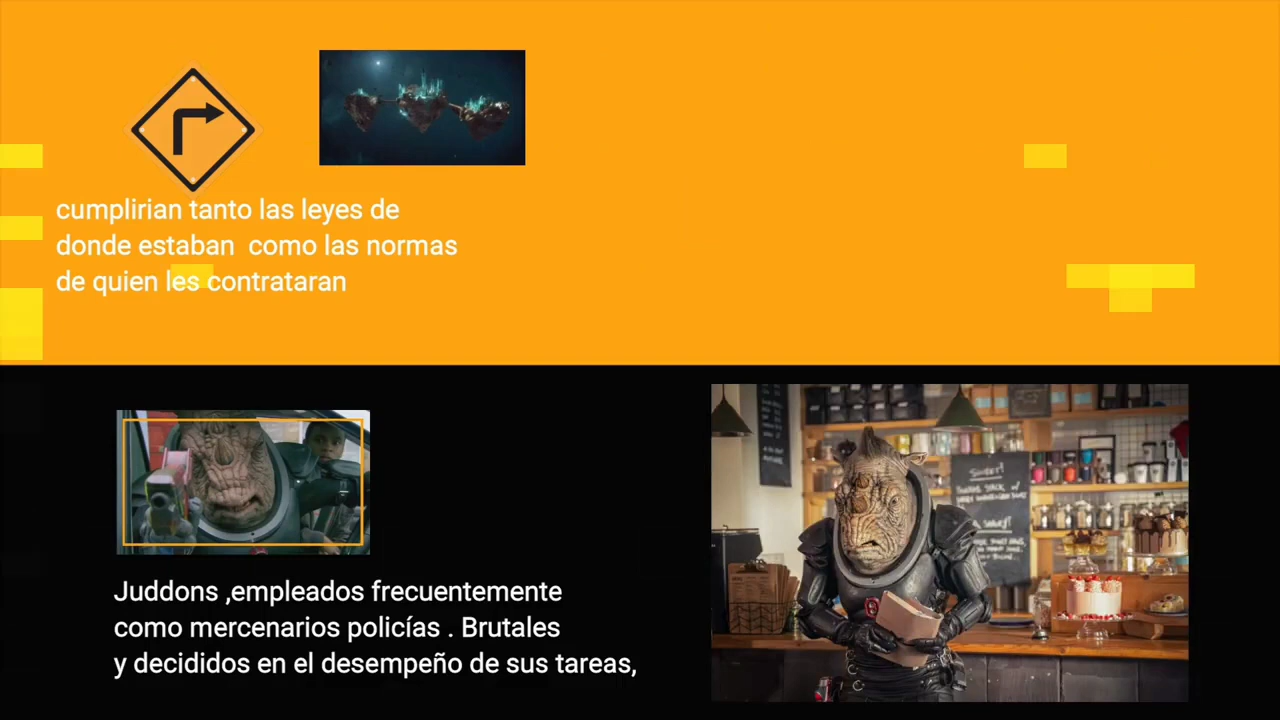 cumplirian tanto las leyes de
donde estaban  como las normas
de quien les contrataran
Juddons ,empleados frecuentemente
como mercenarios policías . Brutales
y decididos en el desempeño de sus tareas,
SWEET!